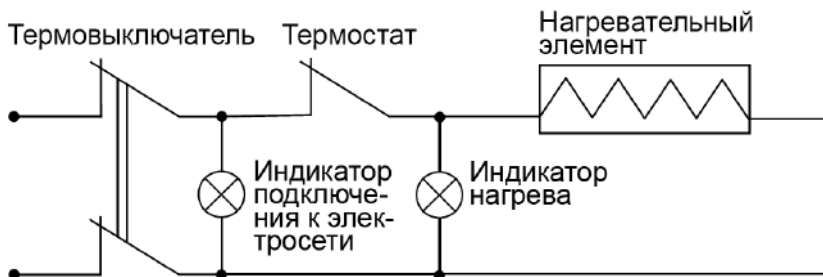 Термовыключатель
Термостат
Нагревательный
элемент
Индикатор
подключе-
ния к элек-
тросети
Индикатор
нагрева